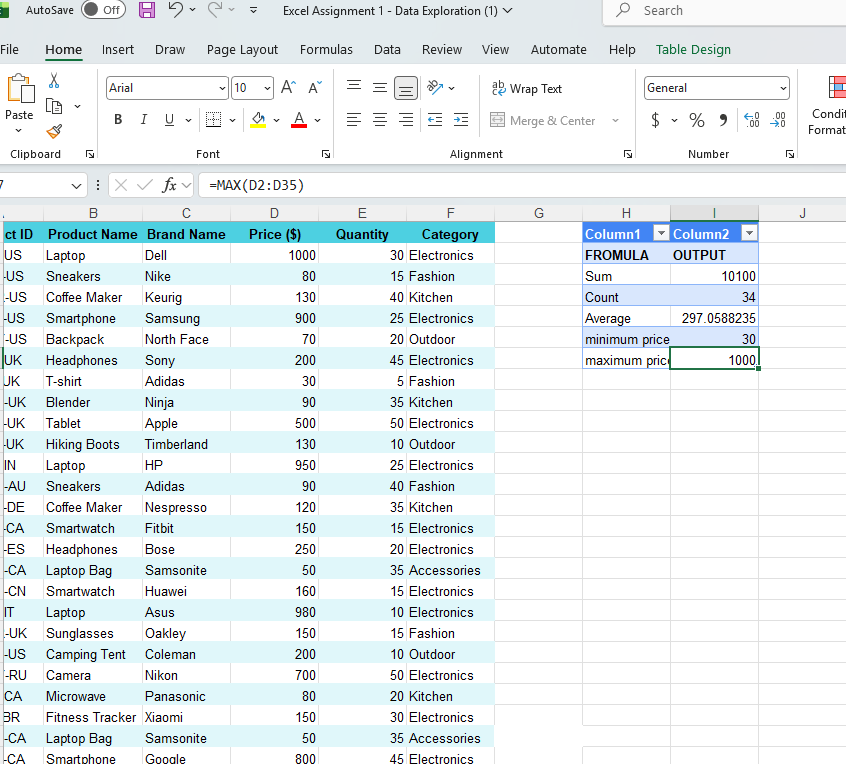 AutoSave Off Excel Assignment 1 - Data Exploration (1) Search
File Home Insert Draw Page Layout Formulas Data Review View Automate Help Table Design
Arial 10 A A ab Wrap Text General
Paste B I U A Merge & Center $ % 9 .00 .00
Clipboard Font Alignment Number
fx =MAX(D2:D35)
B C D E F G H I J
ct ID Product Name Brand Name Price ($) Quantity Category Column1 Column2
US Laptop Dell 1000 30 Electronics FROMULA OUTPUT
-US Sneakers Nike 80 15 Fashion Sum 10100
-US Coffee Maker Keurig 130 40 Kitchen Count 34
-US Smartphone Samsung 900 25 Electronics Average 297.0588235
-US Backpack North Face 70 20 Outdoor minimum price 30
UK Headphones Sony 200 45 Electronics maximum pric 1000
UK T-shirt Adidas 30 5 Fashion
-UK Blender Ninja 90 35 Kitchen
-UK Tablet Apple 500 50 Electronics
-UK Hiking Boots Timberland 130 10 Outdoor
IN Laptop HP 950 25 Electronics
-AU Sneakers Adidas 90 40 Fashion
-DE Coffee Maker Nespresso 120 35 Kitchen
-CA Smartwatch Fitbit 150 15 Electronics
-ES Headphones Bose 250 20 Electronics
-CA Laptop Bag Samsonite 50 35 Accessories
-CN Smartwatch Huawei 160 15 Electronics
IT Laptop Asus 980 10 Electronics
-UK Sunglasses Oakley 150 15 Fashion
-US Camping Tent Coleman 200 10 Outdoor
-RU Camera Nikon 700 50 Electronics
CA Microwave Panasonic 80 20 Kitchen
BR Fitness Tracker Xiaomi 150 30 Electronics
-CA Laptop Bag Samsonite 50 35 Accessories
-CA Smartphone Google 800 45 Electronics